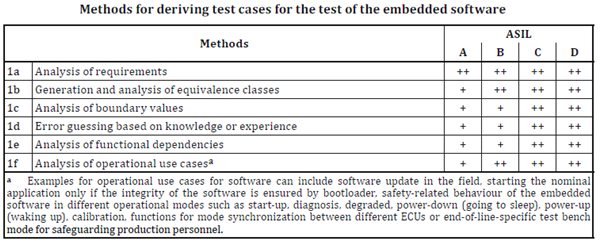 Methods for deriving test cases for the test of the embedded software
Methods ASIL
A B C D
1a Analysis of requirements ++ ++ ++ ++
1b Generation and analysis of equivalence classes + ++ ++ ++
1c Analysis of boundary values + + ++ ++
1d Error guessing based on knowledge or experience + + ++ ++
1e Analysis of functional dependencies + + ++ ++
1f Analysis of operational use casesa + ++ ++ ++
a Examples for operational use cases for software can include software update in the field, starting the nominal
application only if the integrity of the software is ensured by bootloader, safety-related behaviour of the embedded
software in different operational modes such as start-up, diagnosis, degraded, power-down (going to sleep), power-up
(waking up), calibration, functions for mode synchronization between different ECUs or end-of-line-specific test bench
mode for safeguarding production personnel.